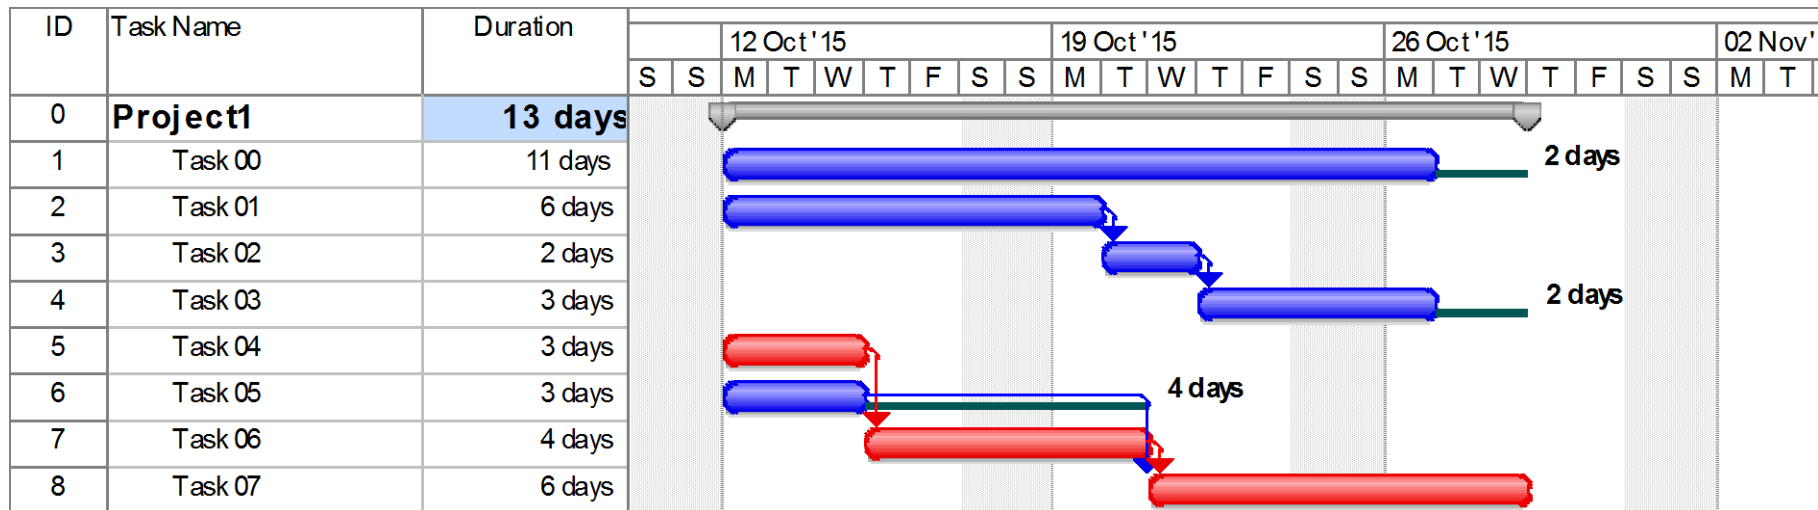 ID Task Name Duration
12 Oct '15 19 Oct '15 26 Oct '15 02 Nov'
S S M T W T F S S M T W T F S S M T W T F S S M T
0 Project1 13 days
1 Task 00 11 days 2 days
2 Task 01 6 days
3 Task 02 2 days
4 Task 03 3 days 2 days
5 Task 04 3 days
6 Task 05 3 days 4 days
7 Task 06 4 days
8 Task 07 6 days